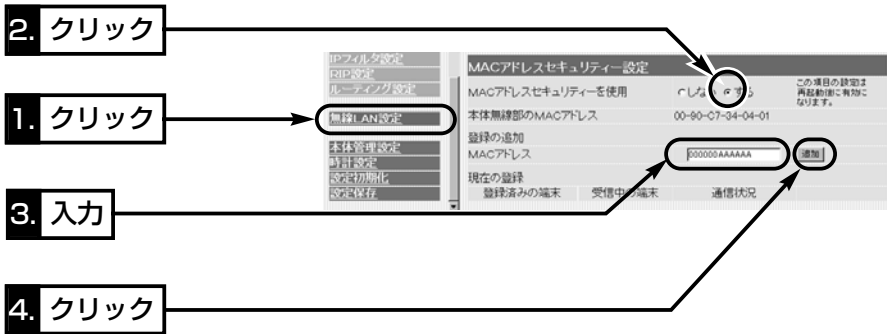 2. クリック
1. クリック
3. 入力
4. クリック
IPフィルタ設定
RIP設定
ルーティング設定
無線LAN設定
本体管理設定
時計設定
設定初期化
設定保存
MACアドレスセキュリティー設定
MACアドレスセキュリティーを使用 しない する
この項目の設定は
再起動後に有効に
なります。
本体無線部のMACアドレス 00-90-C7-34-04-01
登録の追加
MACアドレス 000000AAAAAA 追加
現在の登録
登録済みの端末 受信中の端末 通信状況